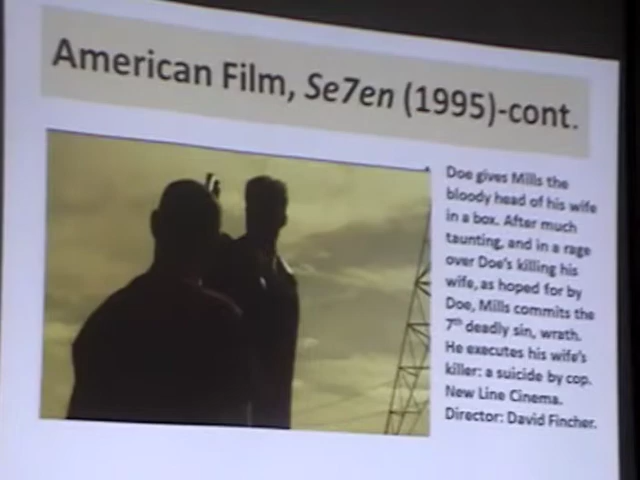 American Film, Se7en (1995)-cont.
Doe gives Mills the
bloody head of his wife
in a box. After much
taunting, and in a rage
over Doe's killing his
wife, as hoped for by
Doe, Mills commits the
7th deadly sin, wrath.
He executes his wife's
killer: a suicide by cop.
New Line Cinema.
Director: David Fincher.